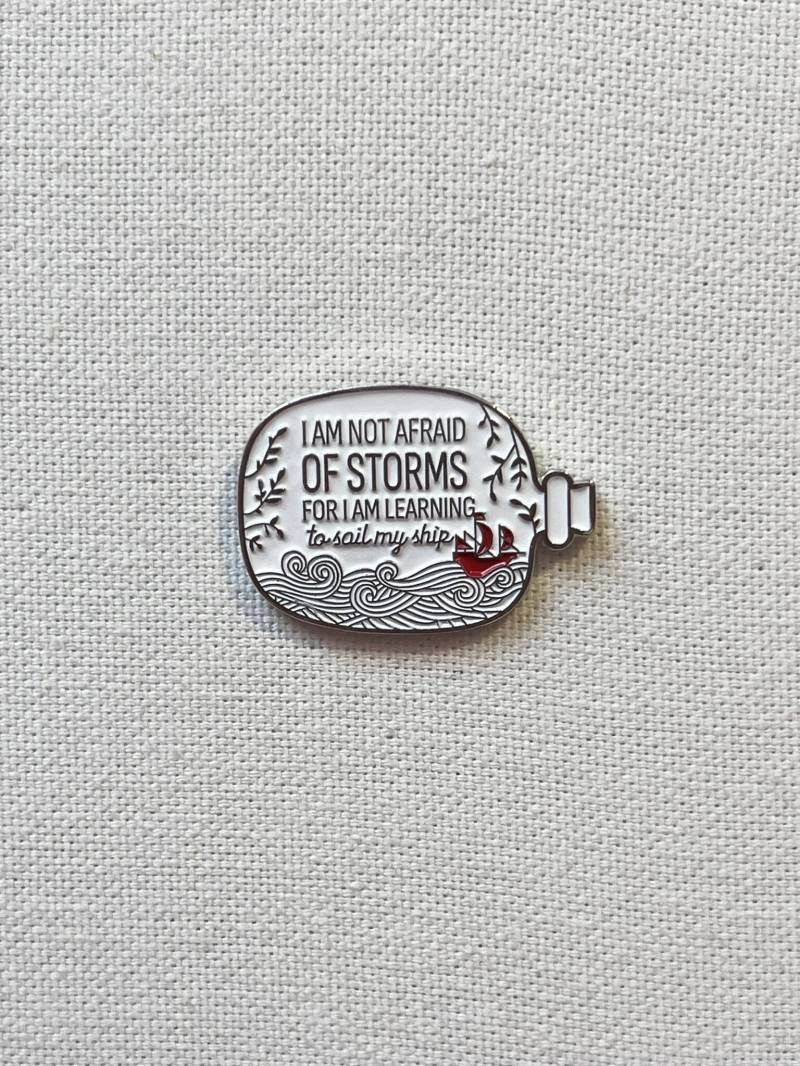 I AM NOT AFRAID
OF STORMS
FOR I AM LEARNING
to sail my ship